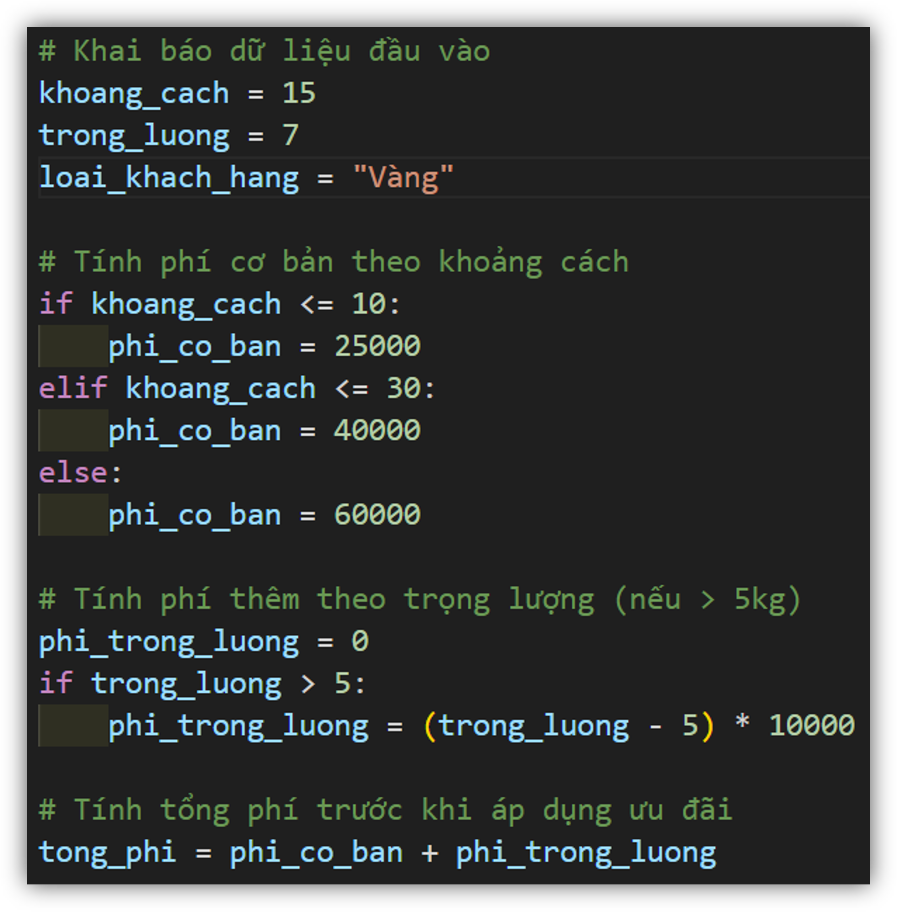 # Khai báo dữ liệu đầu vào
khoang_cach = 15
trong_luong = 7
loai_khach_hang = "Vàng"
# Tính phí cơ bản theo khoảng cách
if khoang_cach <= 10:
    phi_co_ban = 25000
elif khoang_cach <= 30:
    phi_co_ban = 40000
else:
    phi_co_ban = 60000
# Tính phí thêm theo trọng lượng (nếu > 5kg)
phi_trong_luong = 0
if trong_luong > 5:
    phi_trong_luong = (trong_luong - 5) * 10000
# Tính tổng phí trước khi áp dụng ưu đãi
tong_phi = phi_co_ban + phi_trong_luong